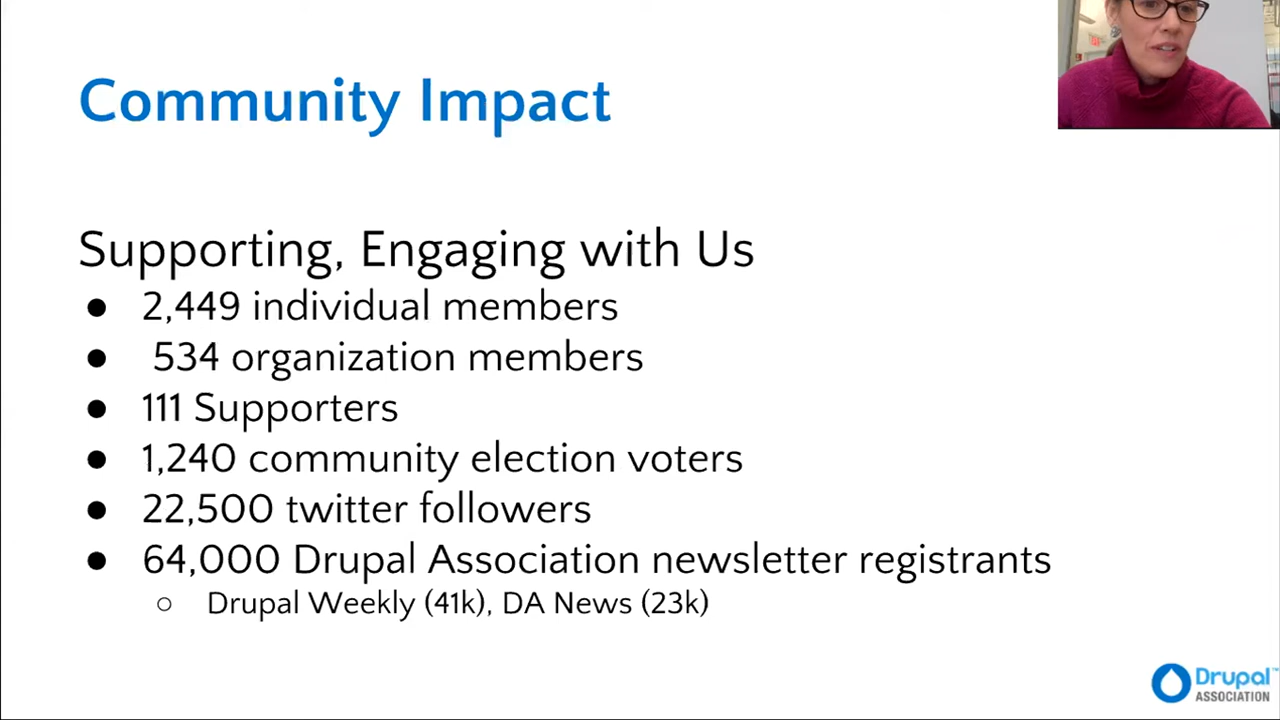 Community Impact
Supporting, Engaging with Us
● 2,449 individual members
● 534 organization members
● 111 Supporters
● 1,240 community election voters
● 22,500 twitter followers
● 64,000 Drupal Association newsletter registrants
○ Drupal Weekly (41k), DA News (23k)
Drupal™
ASSOCIATION